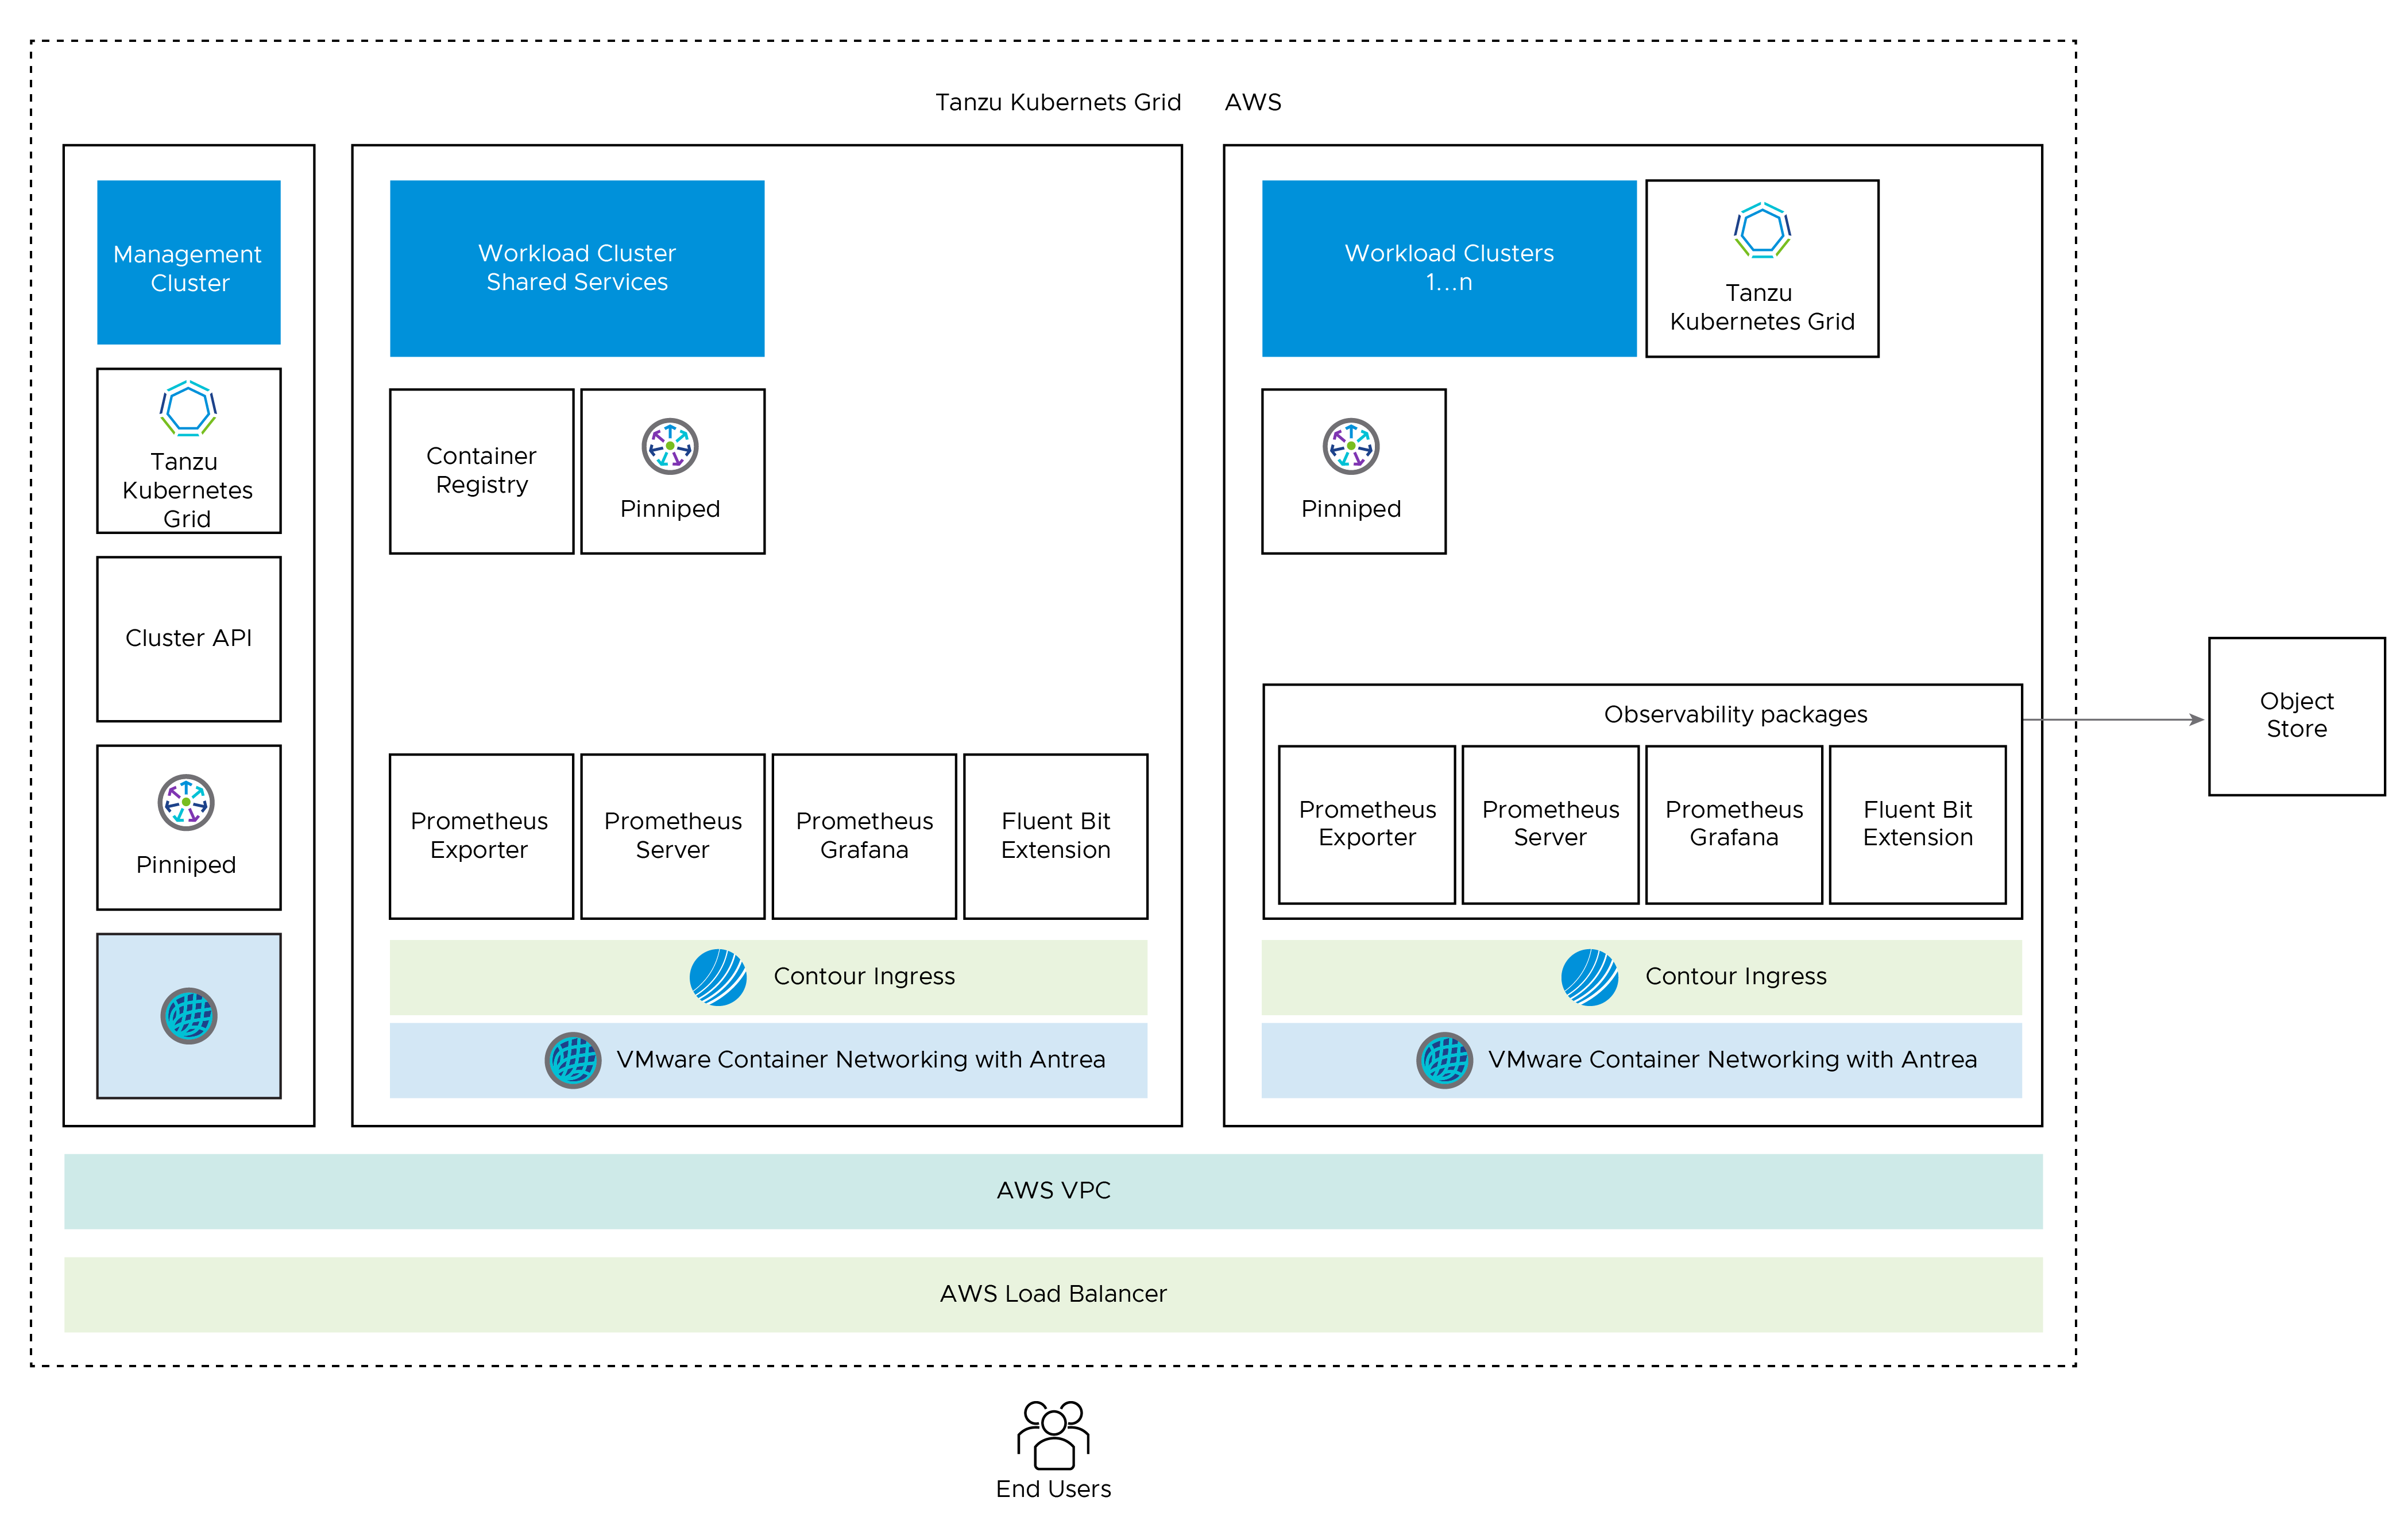 Tanzu Kubernets Grid
AWS
Management
Cluster
Tanzu
Kubernetes
Grid
Cluster API
Pinniped
Workload Cluster
Shared Services
Container
Registry
Pinniped
Prometheus
Exporter
Prometheus
Server
Prometheus
Grafana
Fluent Bit
Extension
Contour Ingress
VMware Container Networking with Antrea
Workload Clusters
1...n
Tanzu
Kubernetes Grid
Pinniped
Observability packages
Prometheus
Exporter
Prometheus
Server
Prometheus
Grafana
Fluent Bit
Extension
Contour Ingress
VMware Container Networking with Antrea
Object
Store
AWS VPC
AWS Load Balancer
End Users